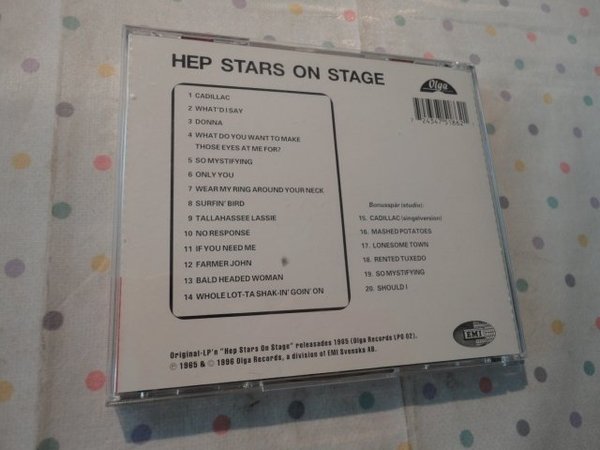 HEP STARS ON STAGE
Olga
1 CADILLAC
2 WHAT'D I SAY
3 DONNA
4 WHAT DO YOU WANT TO MAKE
THOSE EYES AT ME FOR?
5 SO MYSTIFYING
6 ONLY YOU
7 WEAR MY RING AROUND YOUR NECK
8 SURFIN' BIRD
9 TALLAHASSEE LASSIE
10 NO RESPONSE
11 IF YOU NEED ME
12 FARMER JOHN
13 BALD HEADED WOMAN
14 WHOLE LOT-TA SHAK-IN' GOIN' ON
7 24347 51862
Bonusspår (studio):
15. CADILLAC (singelversion)
16. MASHED POTATOES
17. LONESOME TOWN
18. RENTED TUXEDO
19. SO MYSTIFYING
20. SHOULD I
Original-LP'n "Hep Stars On Stage" releasades 1965 (Olga Records LPO 02).
℗ 1965 & © 1996 Olga Records, a division of EMI Svenska AB.
EMI